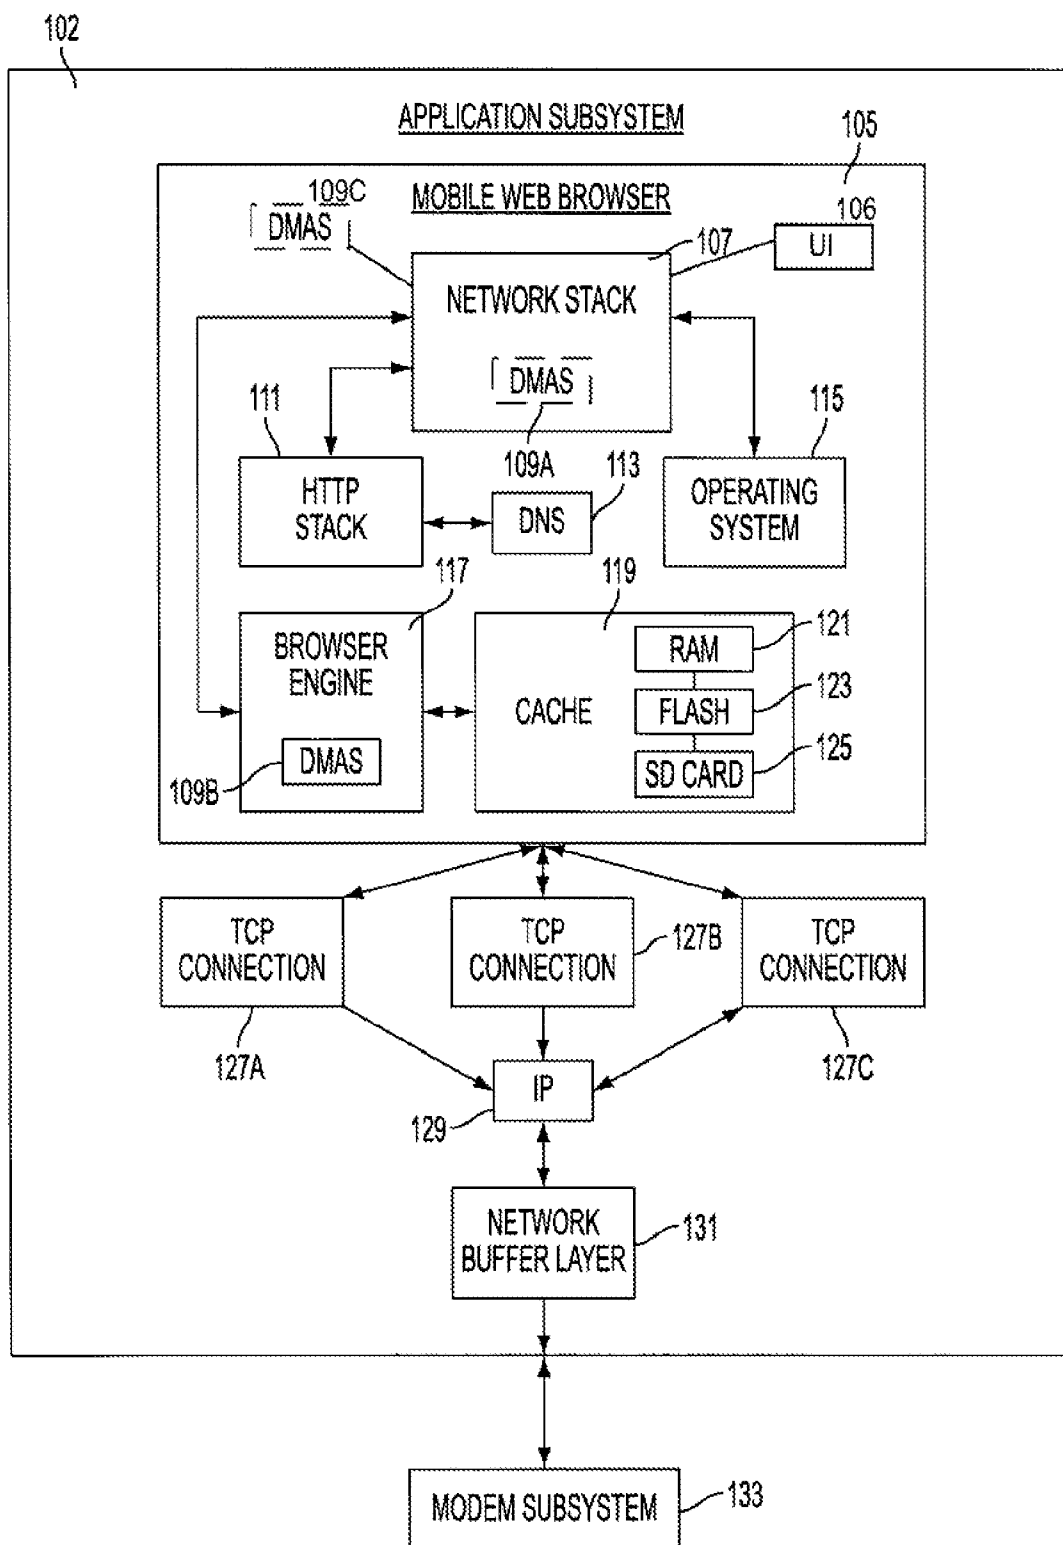 102
APPLICATION SUBSYSTEM
105
MOBILE WEB BROWSER
109C
DMAS
106
UI
107
NETWORK STACK
DMAS
109A
111
HTTP
STACK
113
DNS
115
OPERATING
SYSTEM
117
BROWSER
ENGINE
DMAS
109B
119
CACHE
RAM
121
FLASH
123
SD CARD
125
TCP
CONNECTION
127A
TCP
CONNECTION
127B
TCP
CONNECTION
127C
IP
129
NETWORK
BUFFER LAYER
131
MODEM SUBSYSTEM
133